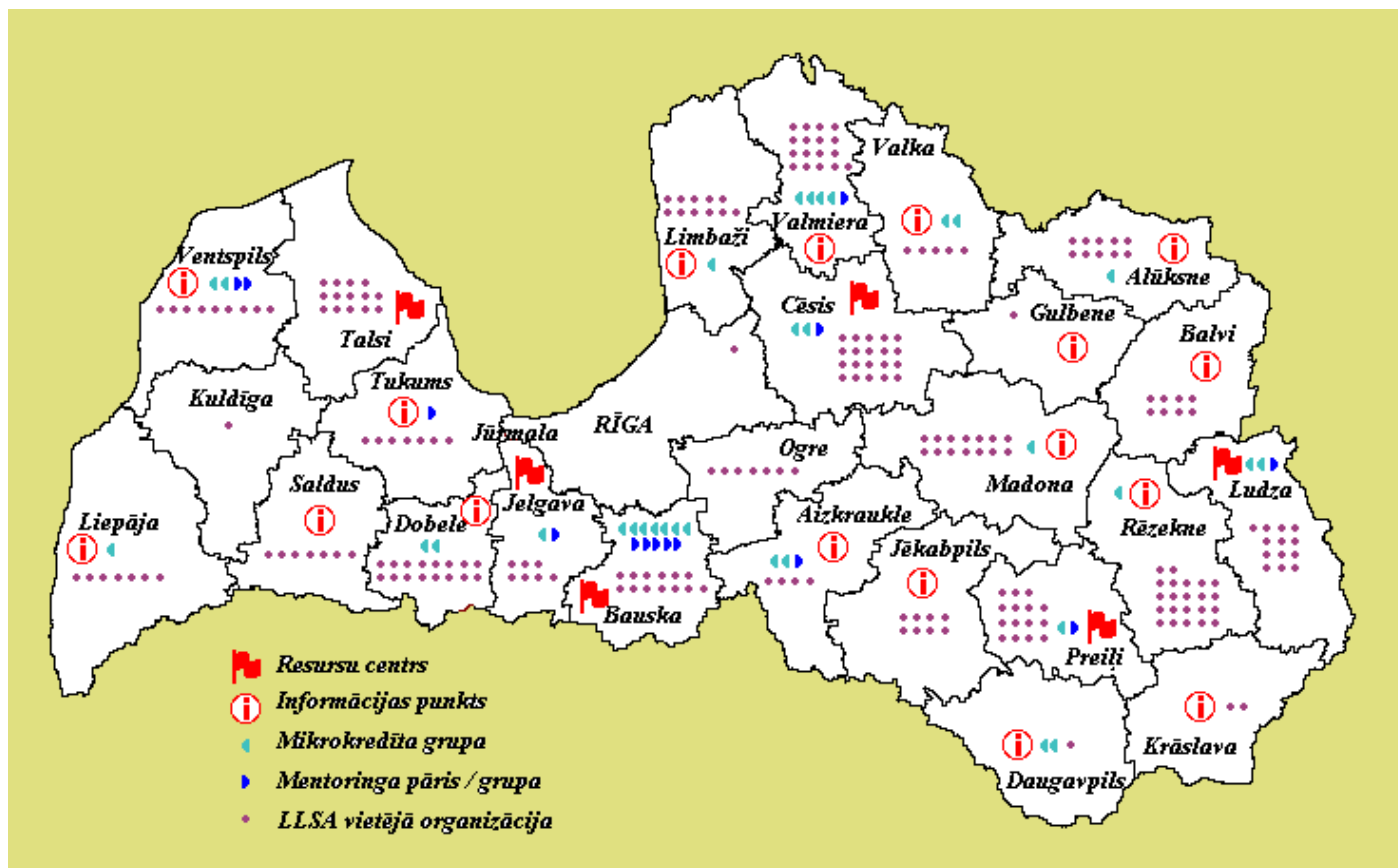 Valka
Valmiera
Limbaži
Ventspils
Alūksne
Cēsis
Gulbene
Balvi
Talsi
Tukums
Kuldīga
Jūrmala
RĪGA
Ogre
Madona
Ludza
Saldus
Jelgava
Liepāja
Dobele
Aizkraukle
Jēkabpils
Rēzekne
Bauska
Preiļi
Krāslava
Daugavpils
Resursu centrs
Informācijas punkts
Mikrokredīta grupa
Mentoringa pāris / grupa
LLSA vietējā organizācija